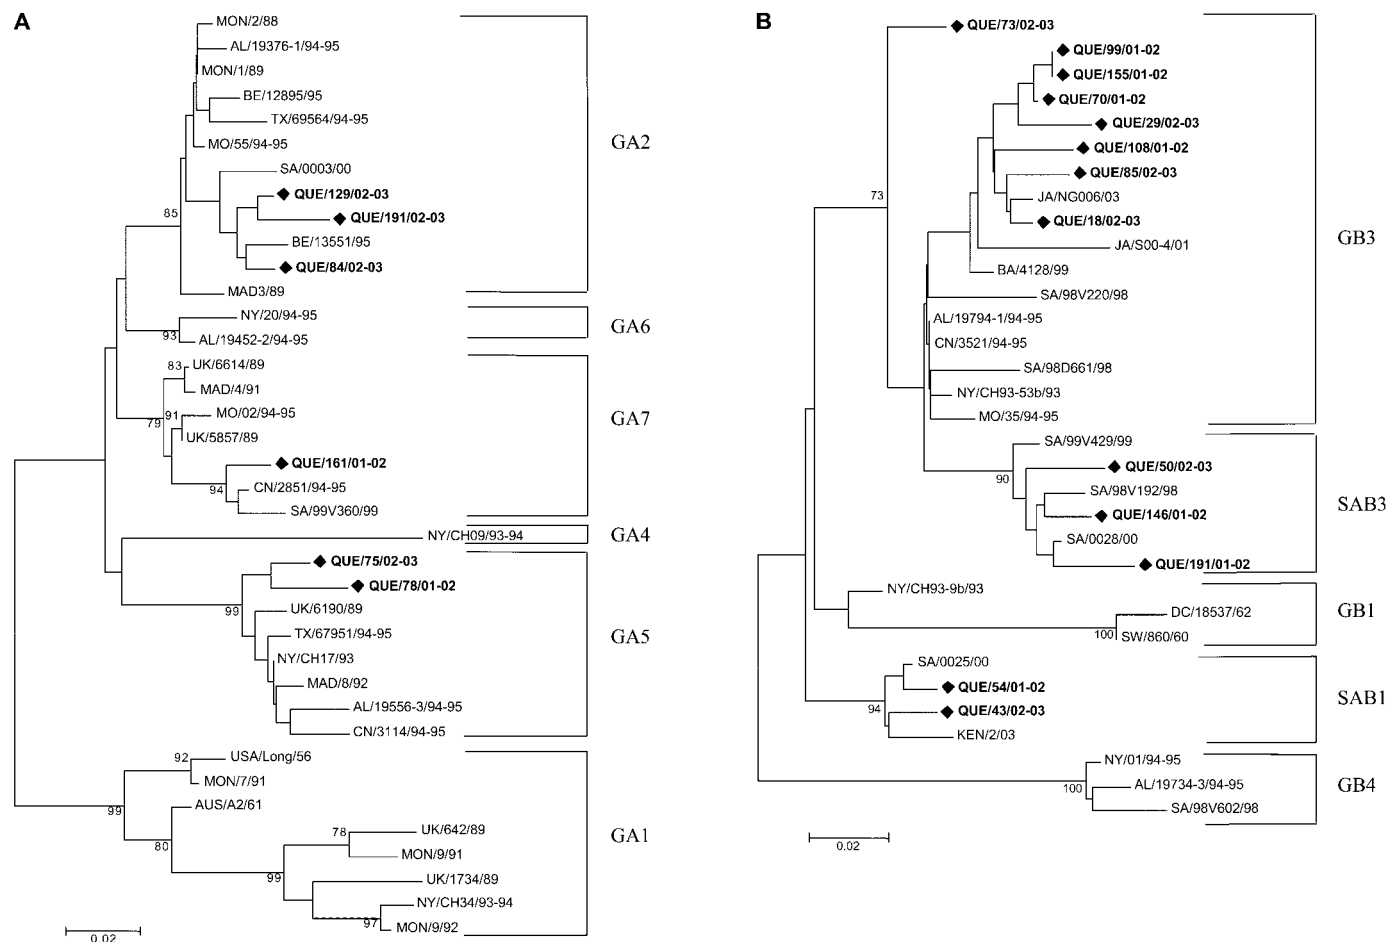 A
MON/2/88
AL/19376-1/94-95
MON/1/89
BE/12895/95
TX/69564/94-95
MO/55/94-95
SA/0003/00
QUE/129/02-03
85
QUE/191/02-03
BE/13551/95
QUE/84/02-03
MAD3/89
GA2
NY/20/94-95
93
AL/19452-2/94-95
GA6
83
UK/6614/89
MAD/4/91
91
MO/02/94-95
79
UK/5857/89
QUE/161/01-02
94
CN/2851/94-95
SA/99V360/99
GA7
NY/CH09/93-94
GA4
QUE/75/02-03
QUE/78/01-02
99
UK/6190/89
TX/67951/94-95
NY/CH17/93
MAD/8/92
AL/19556-3/94-95
CN/3114/94-95
GA5
92
USA/Long/56
MON/7/91
99
AUS/A2/61
80
78
UK/642/89
MON/9/91
99
UK/1734/89
NY/CH34/93-94
97
MON/9/92
GA1
0.02
B
QUE/73/02-03
QUE/99/01-02
QUE/155/01-02
QUE/70/01-02
QUE/29/02-03
QUE/108/01-02
QUE/85/02-03
73
JA/NG006/03
QUE/18/02-03
JA/S00-4/01
BA/4128/99
SA/98V220/98
AL/19794-1/94-95
CN/3521/94-95
SA/98D661/98
NY/CH93-53b/93
MO/35/94-95
GB3
SA/99V429/99
QUE/50/02-03
90
SA/98V192/98
QUE/146/01-02
SA/0028/00
QUE/191/01-02
SAB3
NY/CH93-9b/93
DC/18537/62
100
SW/860/60
GB1
SA/0025/00
QUE/54/01-02
94
QUE/43/02-03
KEN/2/03
SAB1
NY/01/94-95
100
AL/19734-3/94-95
SA/98V602/98
GB4
0.02